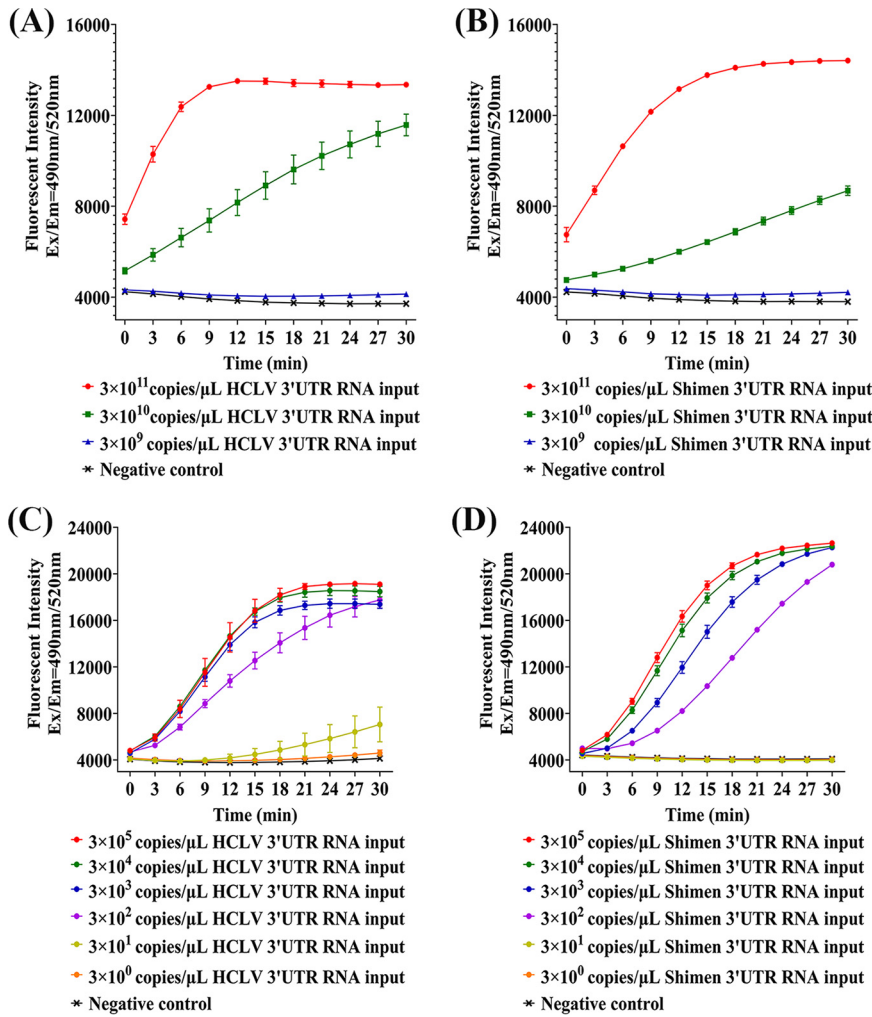 (A)
16000
12000
8000
4000
Fluorescent Intensity
Ex/Em=490nm/520nm
0 3 6 9 12 15 18 21 24 27 30
Time (min)
3×10¹¹copies/μL HCLV 3'UTR RNA input
3×10¹⁰copies/μL HCLV 3'UTR RNA input
3×10⁹ copies/μL HCLV 3'UTR RNA input
Negative control
(B)
16000
12000
8000
4000
Fluorescent Intensity
Ex/Em=490nm/520nm
0 3 6 9 12 15 18 21 24 27 30
Time (min)
3×10¹¹ copies/μL Shimen 3'UTR RNA input
3×10¹⁰ copies/μL Shimen 3'UTR RNA input
3×10⁹ copies/μL Shimen 3'UTR RNA input
Negative control
(C)
24000
20000
16000
12000
8000
4000
Fluorescent Intensity
Ex/Em=490nm/520nm
0 3 6 9 12 15 18 21 24 27 30
Time (min)
3×10⁵ copies/μL HCLV 3'UTR RNA input
3×10⁴ copies/μL HCLV 3'UTR RNA input
3×10³ copies/μL HCLV 3'UTR RNA input
3×10² copies/μL HCLV 3'UTR RNA input
3×10¹ copies/μL HCLV 3'UTR RNA input
3×10⁰ copies/μL HCLV 3'UTR RNA input
Negative control
(D)
24000
20000
16000
12000
8000
4000
Fluorescent Intensity
Ex/Em=490nm/520nm
0 3 6 9 12 15 18 21 24 27 30
Time (min)
3×10⁵ copies/μL Shimen 3'UTR RNA input
3×10⁴ copies/μL Shimen 3'UTR RNA input
3×10³ copies/μL Shimen 3'UTR RNA input
3×10² copies/μL Shimen 3'UTR RNA input
3×10¹ copies/μL Shimen 3'UTR RNA input
3×10⁰ copies/μL Shimen 3'UTR RNA input
Negative control